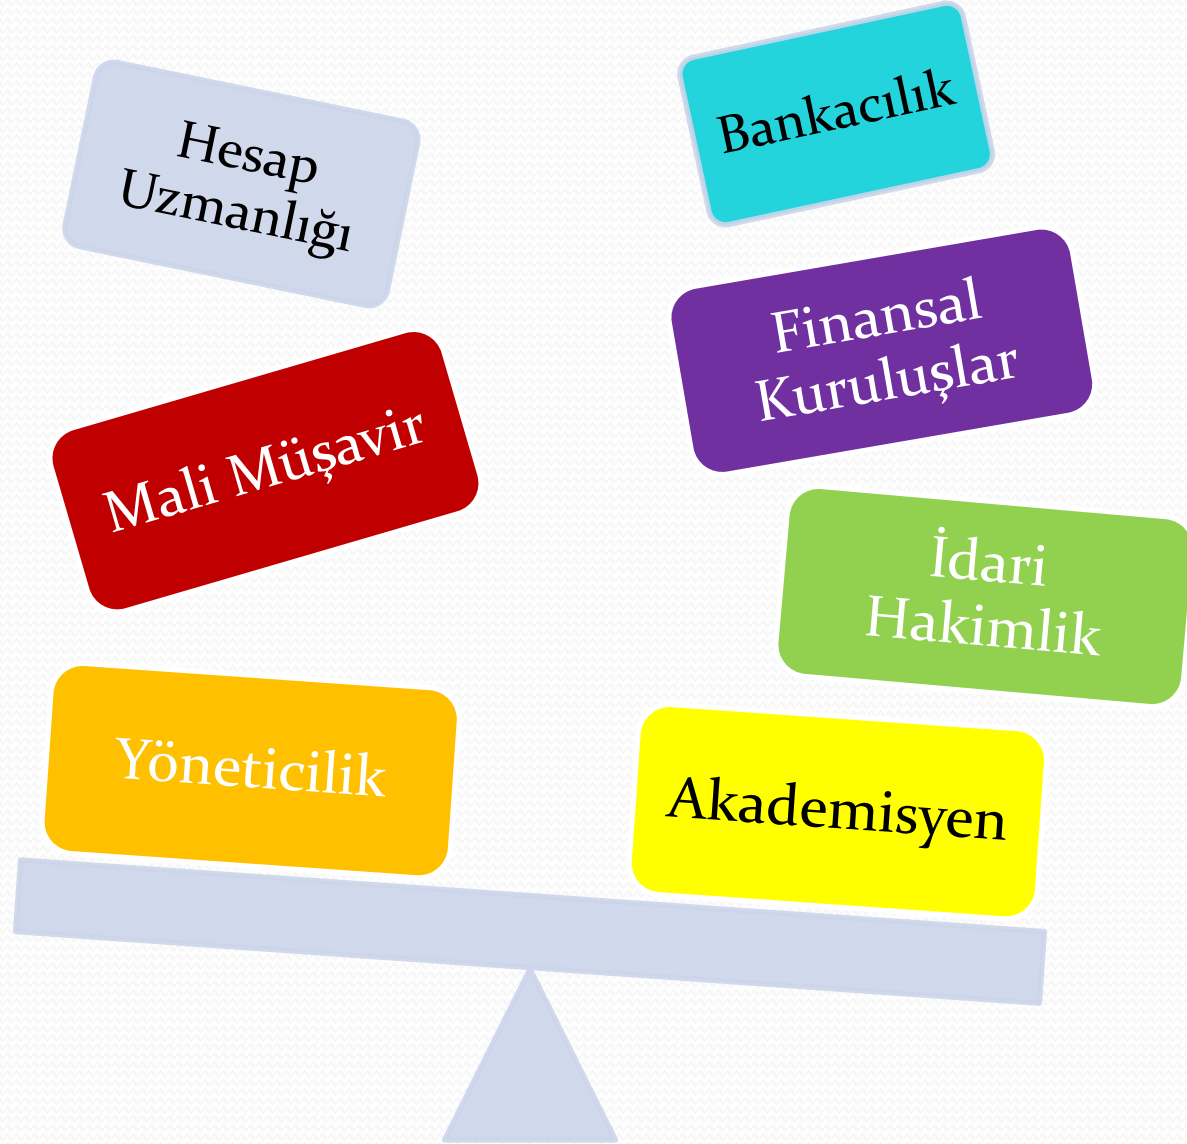 Hesap
Uzmanlığı
Mali Müşavir
Yöneticilik
Bankacılık
Finansal
Kuruluşlar
İdari
Hakimlik
Akademisyen